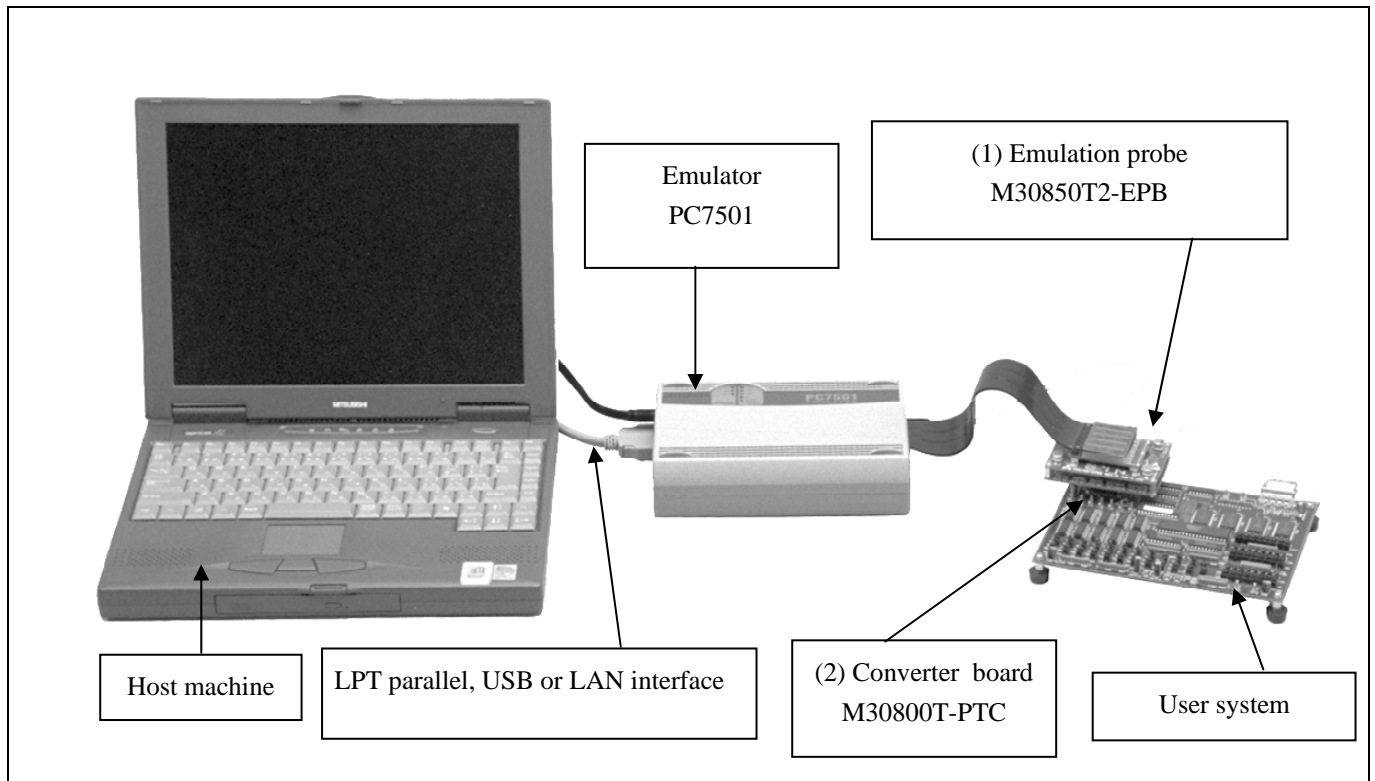 Emulator
PC7501
(1) Emulation probe
M30850T2-EPB
MITSUBISHI
PC7501
Host machine
LPT parallel, USB or LAN interface
(2) Converter board
M30800T-PTC
User system